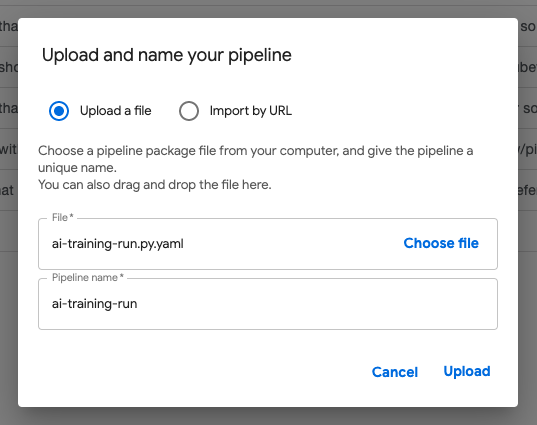 Upload and name your pipeline
Upload a file
Import by URL
Choose a pipeline package file from your computer, and give the pipeline a
unique name.
You can also drag and drop the file here.
File*
ai-training-run.py.yaml
Choose file
Pipeline name*
ai-training-run
Cancel
Upload